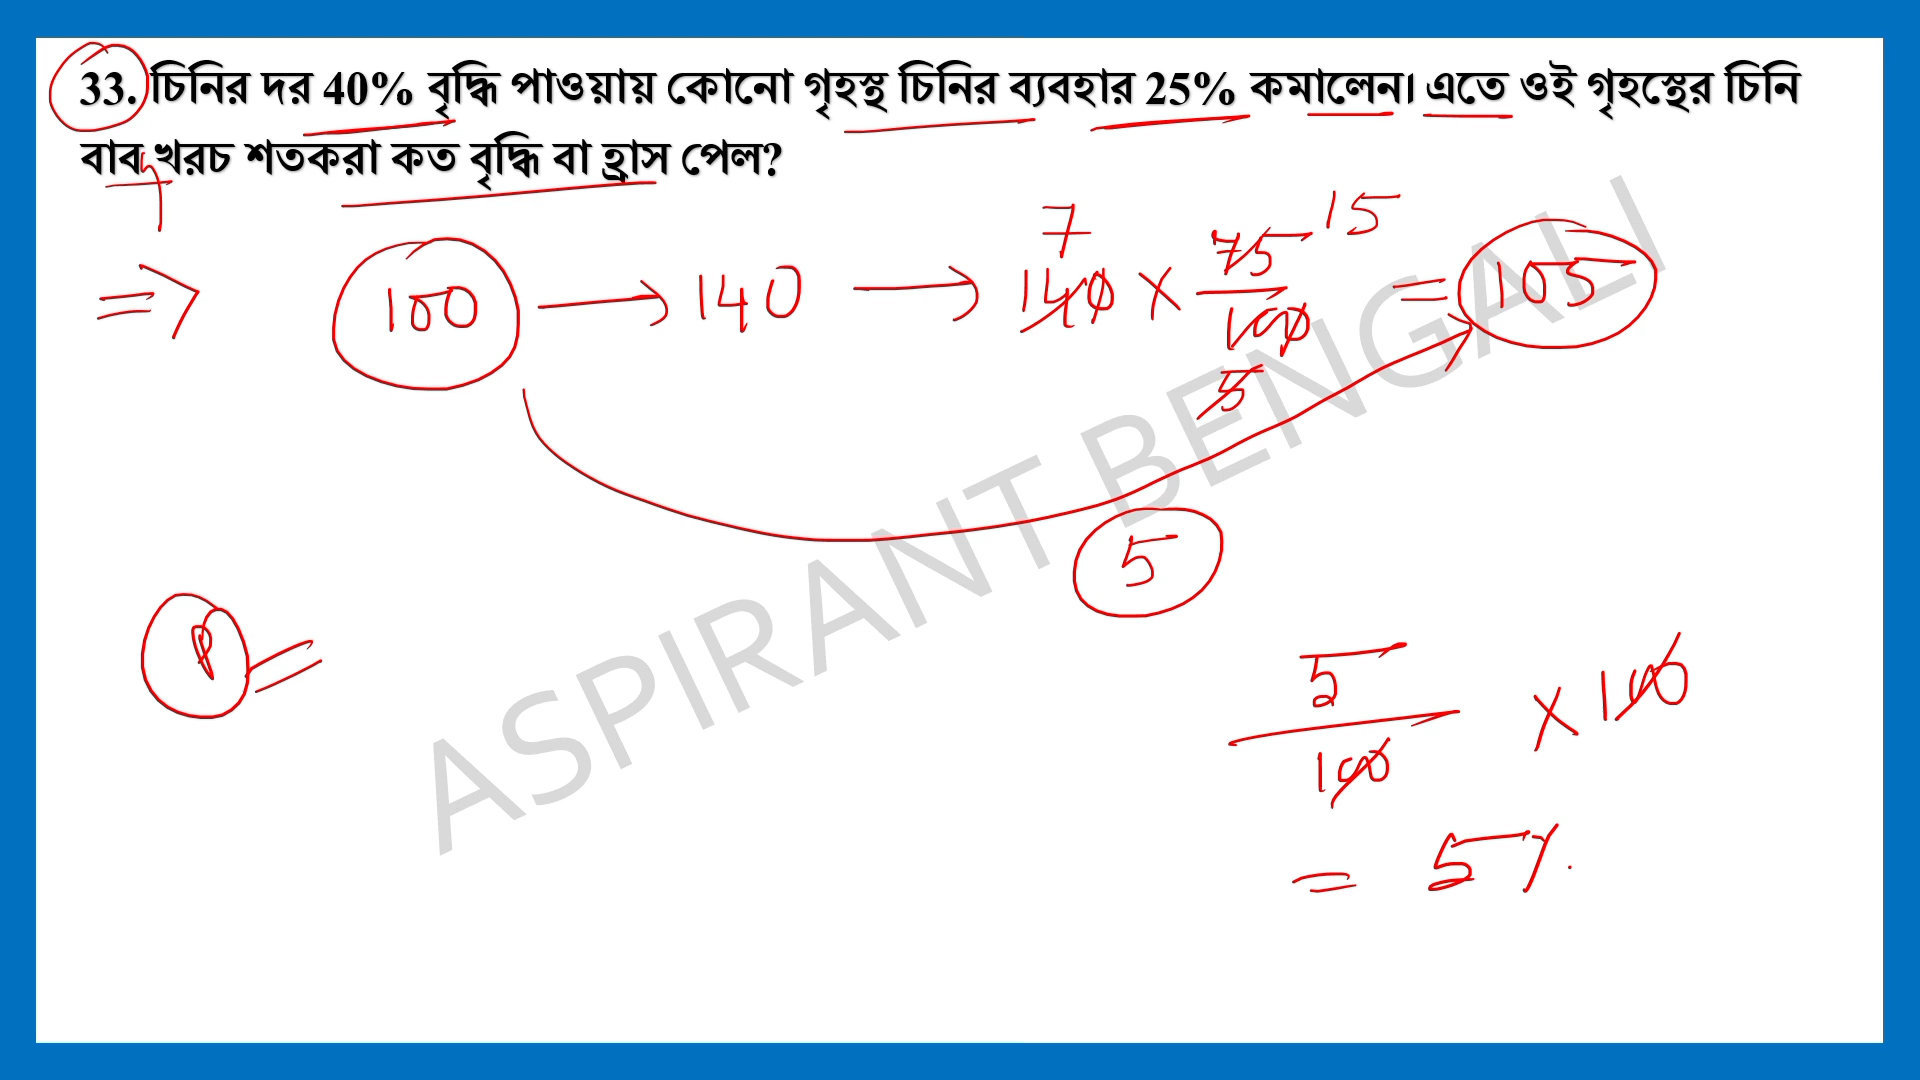 33. চিনির দর 40% বৃদ্ধি পাওয়ায় কোনো গৃহস্থ চিনির ব্যবহার 25% কমালেন। এতে ওই গৃহস্থের চিনি
বাব খরচ শতকরা কত বৃদ্ধি বা হ্রাস পেল?
7 15
⇒ 100 → 140 → 140 × 75/100 = 105
5
5
P =
5/100 × 100
= 5%
ASPIRANT BENGALI